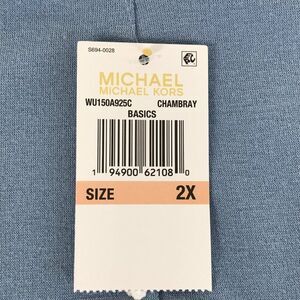 S694-0028
MICHAEL
MICHAEL KORS
WU150A925C CHAMBRAY
BASICS
1 94900 62108 0
SIZE 2X